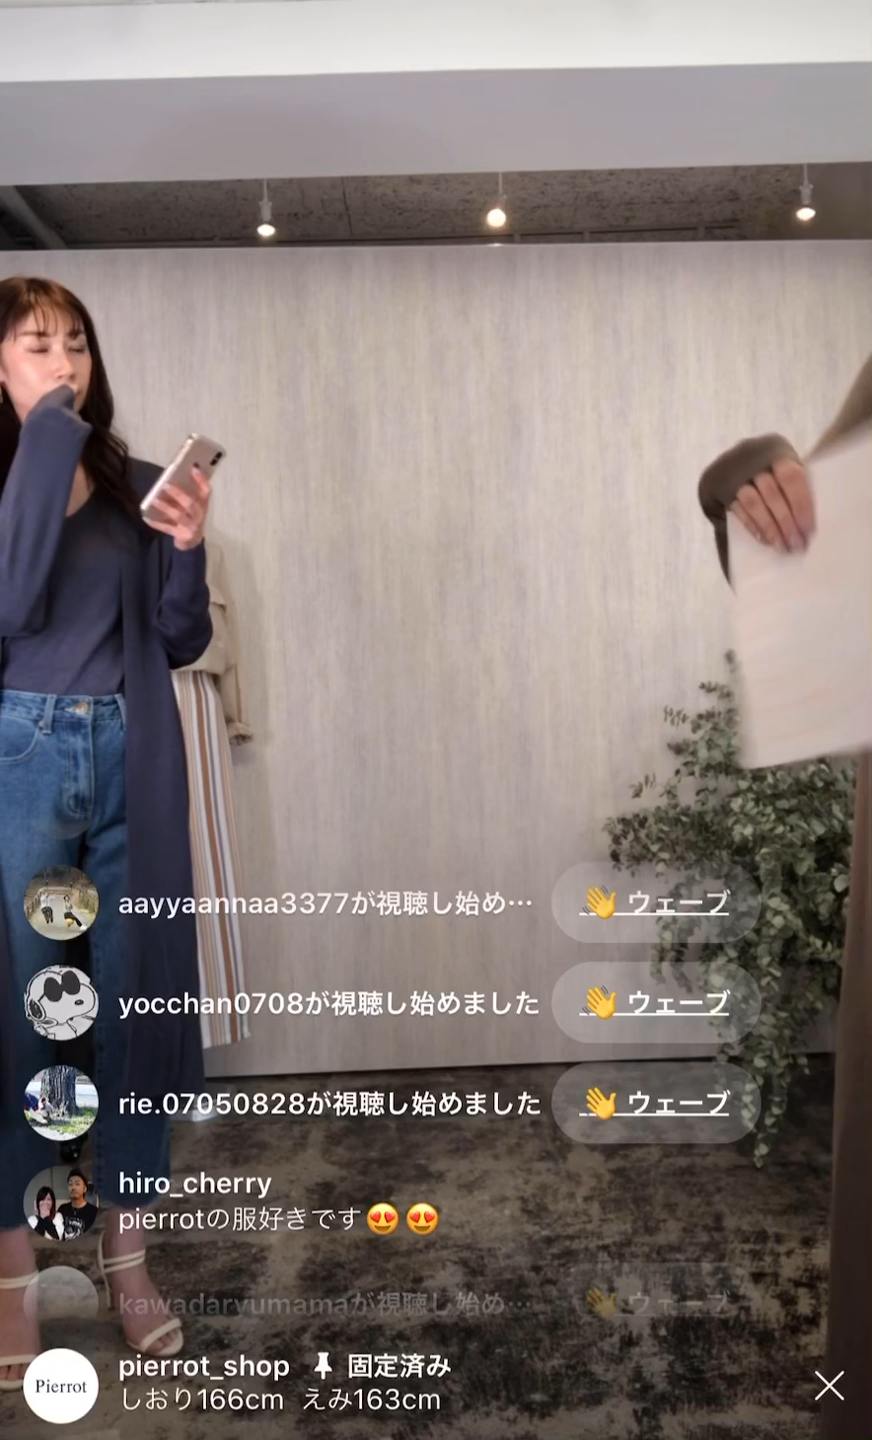 aayyaannaa3377が視聴し始め… 👋 ウェーブ
yocchan0708が視聴し始めました 👋 ウェーブ
rie.07050828が視聴し始めました 👋 ウェーブ
hiro_cherry
pierrotの服好きです😍😍
kawadaryumamaが視聴し始め… 👋 ウェーブ
pierrot_shop 📌 固定済み
Pierrot
しおり166cm えみ163cm